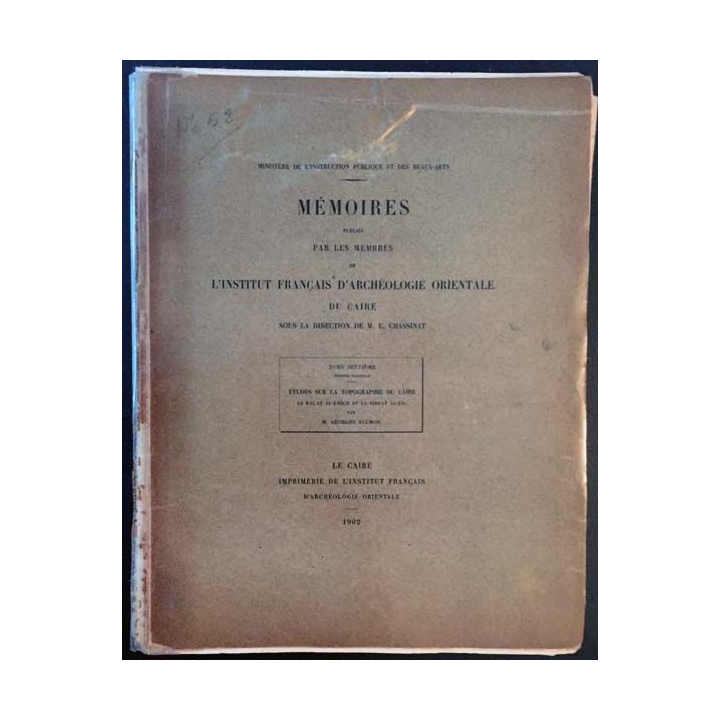 No 68
MINISTÈRE DE L'INSTRUCTION PUBLIQUE ET DES BEAUX-ARTS
MÉMOIRES
PUBLIÉS
PAR LES MEMBRES
DE
L'INSTITUT FRANÇAIS D'ARCHÉOLOGIE ORIENTALE
DU CAIRE
SOUS LA DIRECTION DE M. E. CHASSINAT
TOME SEPTIÈME
ÉTUDES SUR LA TOPOGRAPHIE DU CAIRE
PAR
M. GEORGES SALMON
LE CAIRE
IMPRIMERIE DE L'INSTITUT FRANÇAIS
D'ARCHÉOLOGIE ORIENTALE
1902